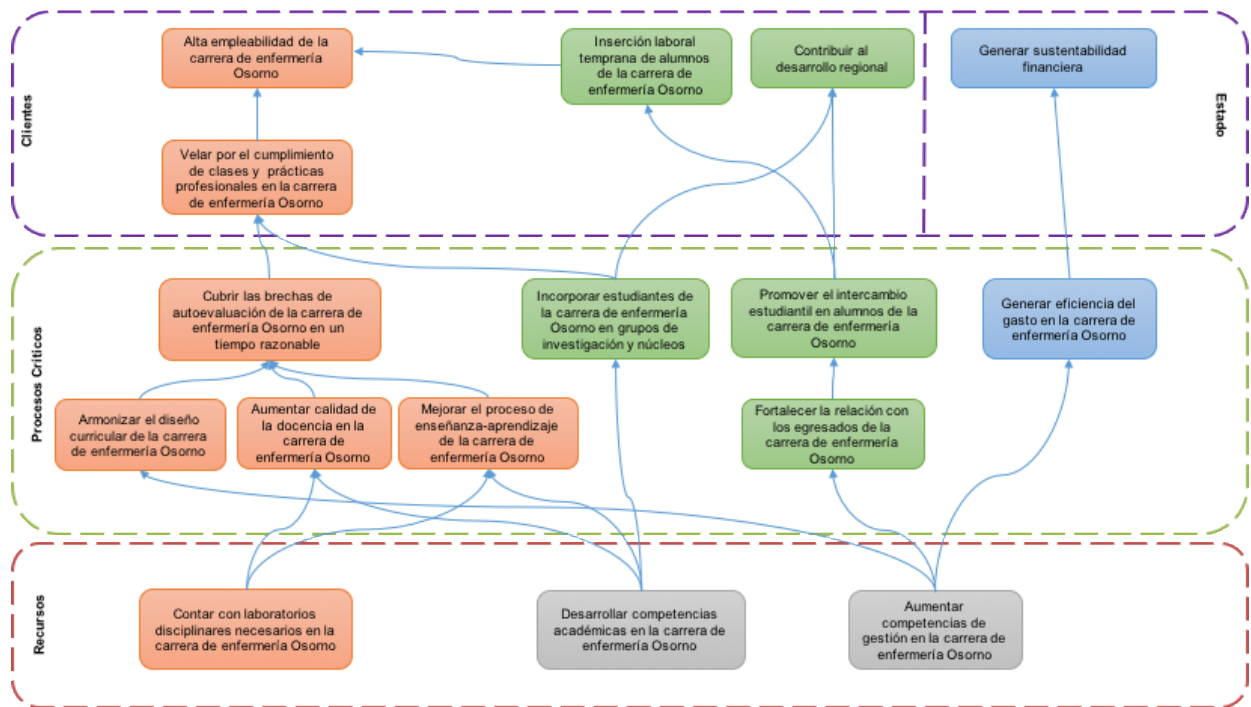 Clientes
Alta empleabilidad de la
carrera de enfermería
Osorno
Inserción laboral
temprana de alumnos
de la carrera de
enfermería Osorno
Contribuir al
desarrollo regional
Generar sustentabilidad
financiera
Estado
Velar por el cumplimiento
de clases y prácticas
profesionales en la carrera
de enfermería Osorno
Procesos Críticos
Cubrir las brechas de
autoevaluación de la carrera de
enfermería Osorno en un
tiempo razonable
Incorporar estudiantes de
la carrera de enfermería
Osorno en grupos de
investigación y núcleos
Promover el intercambio
estudiantil en alumnos de la
carrera de enfermería
Osorno
Generar eficiencia del
gasto en la carrera de
enfermería Osorno
Armonizar el diseño
curricular de la carrera
de enfermería Osorno
Aumentar calidad de
la docencia en la
carrera de
enfermería Osorno
Mejorar el proceso de
enseñanza-aprendizaje
de la carrera de
enfermería Osorno
Fortalecer la relación con
los egresados de la
carrera de enfermería
Osorno
Recursos
Contar con laboratorios
disciplinares necesarios en la
carrera de enfermería Osorno
Desarrollar competencias
académicas en la carrera de
enfermería Osorno
Aumentar
competencias de
gestión en la carrera de
enfermería Osorno